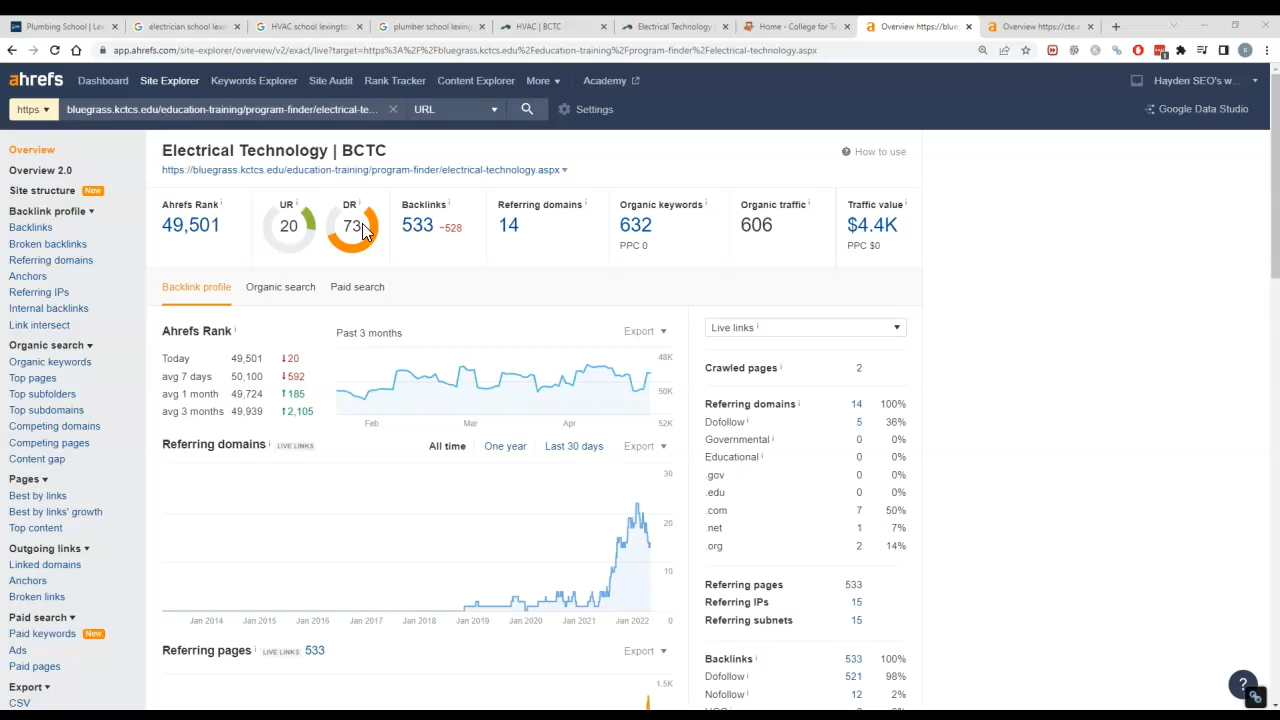 Plumbing School | Lex
electrician school lexing
HVAC school lexingto
plumber school lexing
HVAC | BCTC
Electrical Technology |
Home - College for Te
Overview https://blue
Overview https://cte.
app.ahrefs.com/site-explorer/overview/v2/exact/live?target=https%3A%2F%2Fbluegrass.kctcs.edu%2Feducation-training%2Fprogram-finder%2Felectrical-technology.aspx
ahrefs Dashboard Site Explorer Keywords Explorer Site Audit Rank Tracker Content Explorer More Academy Hayden SEO's w...
https bluegrass.kctcs.edu/education-training/program-finder/electrical-te... URL Settings Google Data Studio
Overview
Overview 2.0
Site structure New
Backlink profile
Backlinks
Broken backlinks
Referring domains
Anchors
Referring IPs
Internal backlinks
Link intersect
Organic search
Organic keywords
Top pages
Top subfolders
Top subdomains
Competing domains
Competing pages
Content gap
Pages
Best by links
Best by links' growth
Top content
Outgoing links
Linked domains
Anchors
Broken links
Paid search
Paid keywords New
Ads
Paid pages
Export
CSV
Electrical Technology | BCTC
How to use
https://bluegrass.kctcs.edu/education-training/program-finder/electrical-technology.aspx
Ahrefs Rank
49,501
UR
20
DR
73
Backlinks
533 -528
Referring domains
14
Organic keywords
632
PPC 0
Organic traffic
606
Traffic value
$4.4K
PPC $0
Backlink profile Organic search Paid search
Ahrefs Rank Past 3 months Export
Today 49,501 ↓20
avg 7 days 50,100 ↓592
avg 1 month 49,724 ↑185
avg 3 months 49,939 ↑2,105
48K
50K
52K
Feb Mar Apr
Referring domains LIVE LINKS All time One year Last 30 days Export
30
20
10
0
Jan 2014 Jan 2015 Jan 2016 Jan 2017 Jan 2018 Jan 2019 Jan 2020 Jan 2021 Jan 2022
Referring pages LIVE LINKS 533 Export
1.5K
Live links
Crawled pages 2
Referring domains 14 100%
Dofollow 5 36%
Governmental 0 0%
Educational 0 0%
.gov 0 0%
.edu 0 0%
.com 7 50%
.net 1 7%
.org 2 14%
Referring pages 533
Referring IPs 15
Referring subnets 15
Backlinks 533 100%
Dofollow 521 98%
Nofollow 12 2%
?